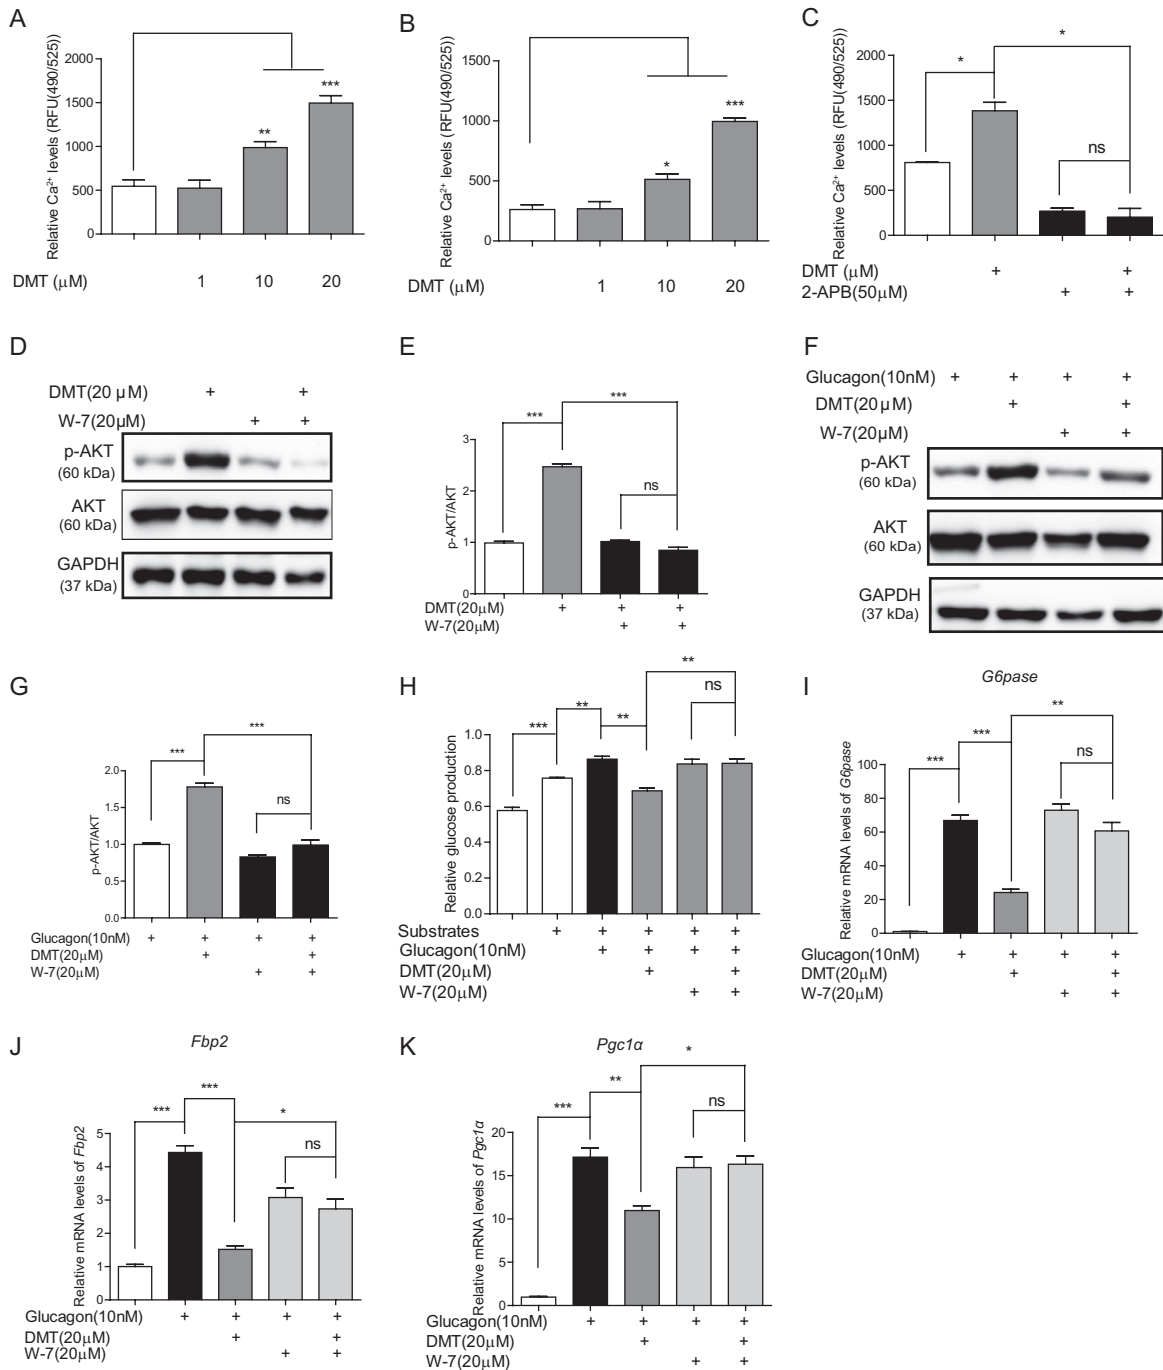 A
Relative Ca²⁺ levels (RFU(490/525))
2000
1500
1000
500
0
**
***
DMT (μM)
1
10
20
B
Relative Ca²⁺ levels (RFU(490/525))
1500
1000
500
0
*
***
DMT (μM)
1
10
20
C
Relative Ca²⁺ levels (RFU(490/525))
2000
1500
1000
500
0
*
*
ns
DMT (μM) + +
2-APB(50μM) + +
D
DMT(20 μM) + +
W-7(20μM) + +
p-AKT
(60 kDa)
AKT
(60 kDa)
GAPDH
(37 kDa)
E
p-AKT/AKT
3
2
1
0
***
***
ns
DMT(20μM) + + +
W-7(20μM) + +
F
Glucagon(10nM) + + + +
DMT(20μM) + +
W-7(20μM) + +
p-AKT
(60 kDa)
AKT
(60 kDa)
GAPDH
(37 kDa)
G
p-AKT/AKT
2.0
1.5
1.0
0.5
0.0
***
***
ns
Glucagon(10nM) + + + +
DMT(20μM) + +
W-7(20μM) + +
H
Relative glucose production
1.0
0.8
0.6
0.4
0.2
0.0
***
**
**
**
ns
Substrates + + + + +
Glucagon(10nM) + + + +
DMT(20μM) + +
W-7(20μM) + +
I
G6pase
Relative mRNA levels of G6pase
100
80
60
40
20
0
***
***
**
ns
Glucagon(10nM) + + + +
DMT(20μM) + +
W-7(20μM) + +
J
Fbp2
Relative mRNA levels of Fbp2
5
4
3
2
1
0
***
***
*
ns
Glucagon(10nM) + + + +
DMT(20μM) + +
W-7(20μM) + +
K
Pgc1α
Relative mRNA levels of Pgc1α
20
15
10
5
0
***
**
*
ns
Glucagon(10nM) + + + +
DMT(20μM) + +
W-7(20μM) + +